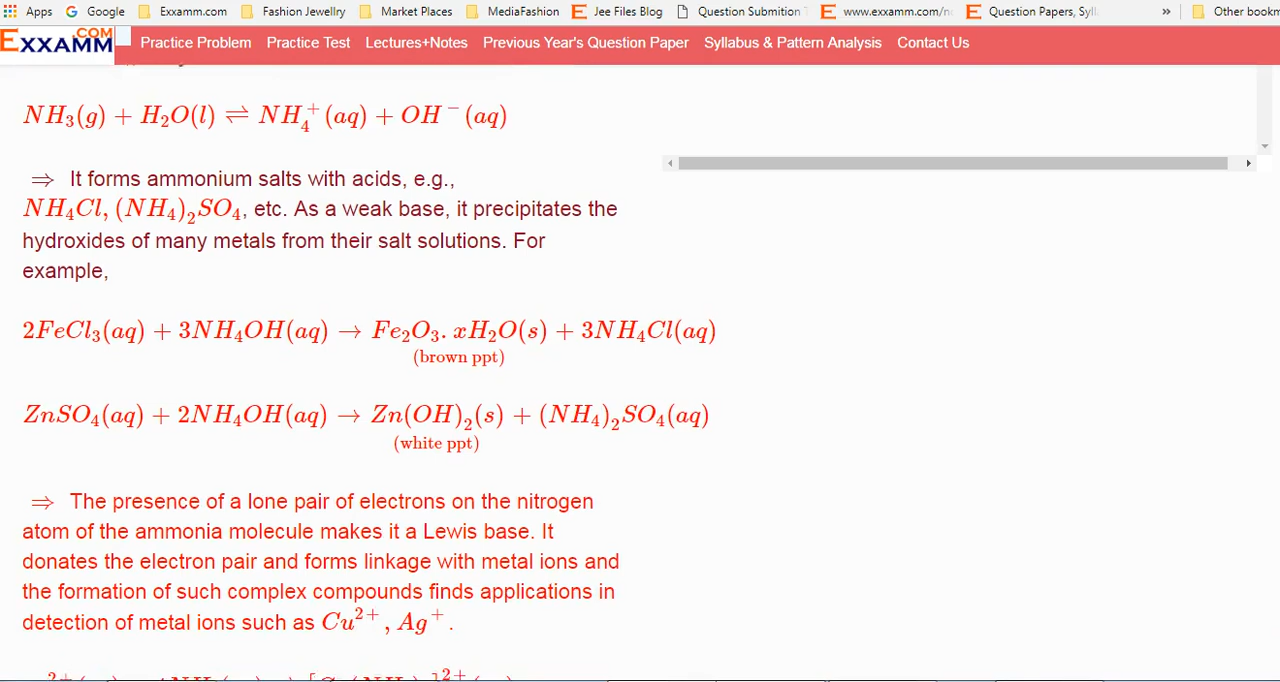 Apps Google Exxamm.com Fashion Jewellry Market Places MediaFashion Jee Files Blog Question Submition www.exxamm.com/n Question Papers, Syll » Other bookm
EXXAMM .COM Practice Problem Practice Test Lectures+Notes Previous Year's Question Paper Syllabus & Pattern Analysis Contact Us
NH₃(g) + H₂O(l) ⇌ NH₄⁺(aq) + OH⁻(aq)
⇒ It forms ammonium salts with acids, e.g.,
NH₄Cl, (NH₄)₂SO₄, etc. As a weak base, it precipitates the
hydroxides of many metals from their salt solutions. For
example,
2FeCl₃(aq) + 3NH₄OH(aq) → Fe₂O₃. xH₂O(s) + 3NH₄Cl(aq)
(brown ppt)
ZnSO₄(aq) + 2NH₄OH(aq) → Zn(OH)₂(s) + (NH₄)₂SO₄(aq)
(white ppt)
⇒ The presence of a lone pair of electrons on the nitrogen
atom of the ammonia molecule makes it a Lewis base. It
donates the electron pair and forms linkage with metal ions and
the formation of such complex compounds finds applications in
detection of metal ions such as Cu²⁺, Ag⁺.